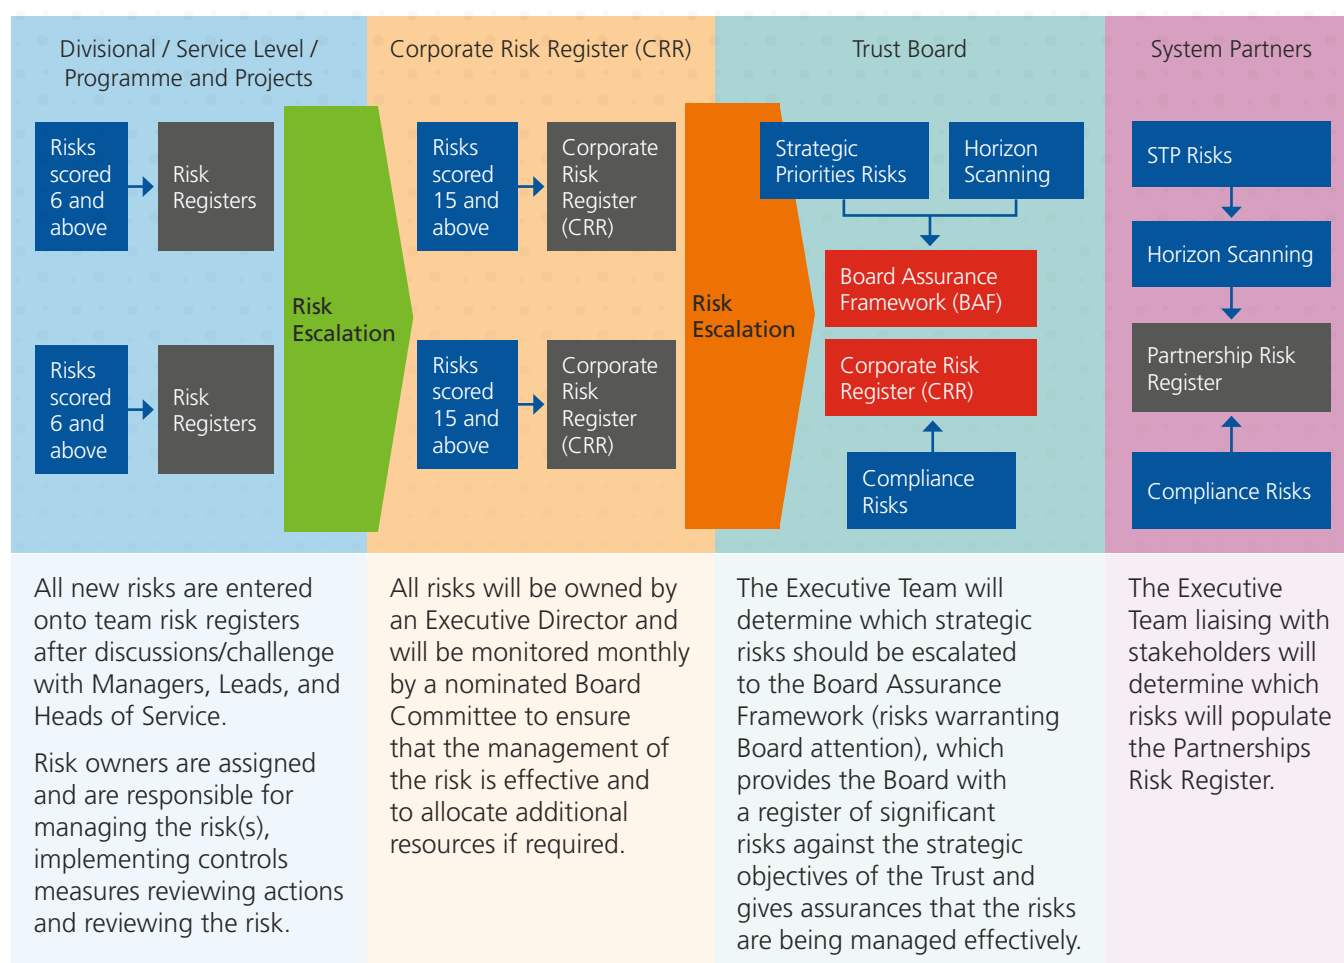 Divisional / Service Level /
Programme and Projects
Risks
scored
6 and
above
Risk
Registers
Risks
scored
6 and
above
Risk
Registers
Risk
Escalation
Corporate Risk Register (CRR)
Risks
scored
15 and
above
Corporate
Risk
Register
(CRR)
Risks
scored
15 and
above
Corporate
Risk
Register
(CRR)
Risk
Escalation
Trust Board
Strategic
Priorities Risks
Horizon
Scanning
Board Assurance
Framework (BAF)
Corporate Risk
Register (CRR)
Compliance
Risks
System Partners
STP Risks
Horizon Scanning
Partnership Risk
Register
Compliance Risks
All new risks are entered
onto team risk registers
after discussions/challenge
with Managers, Leads, and
Heads of Service.
Risk owners are assigned
and are responsible for
managing the risk(s),
implementing controls
measures reviewing actions
and reviewing the risk.
All risks will be owned by
an Executive Director and
will be monitored monthly
by a nominated Board
Committee to ensure
that the management of
the risk is effective and
to allocate additional
resources if required.
The Executive Team will
determine which strategic
risks should be escalated
to the Board Assurance
Framework (risks warranting
Board attention), which
provides the Board with
a register of significant
risks against the strategic
objectives of the Trust and
gives assurances that the risks
are being managed effectively.
The Executive
Team liaising with
stakeholders will
determine which
risks will populate
the Partnerships
Risk Register.